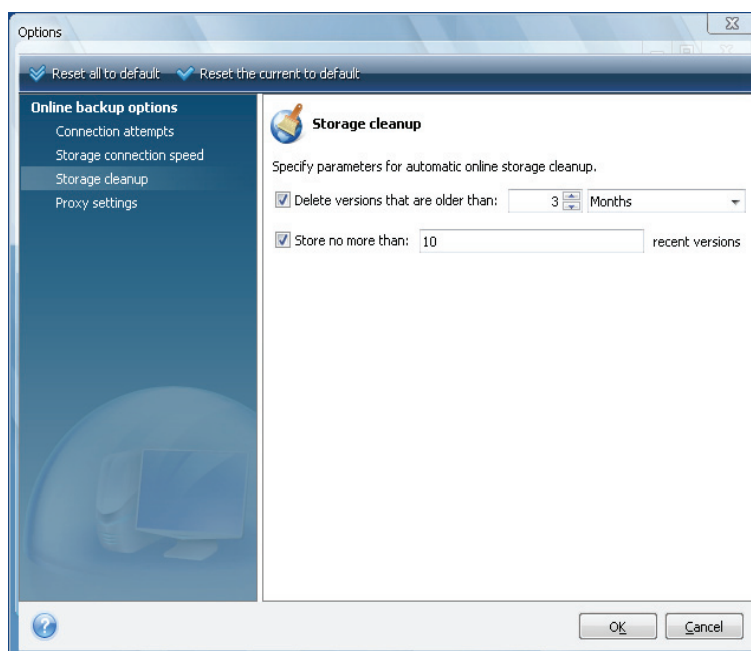 Options
Reset all to default Reset the current to default
Online backup options
Connection attempts
Storage connection speed
Storage cleanup
Proxy settings
Storage cleanup
Specify parameters for automatic online storage cleanup.
Delete versions that are older than: 3 Months
Store no more than: 10 recent versions
? OK Cancel